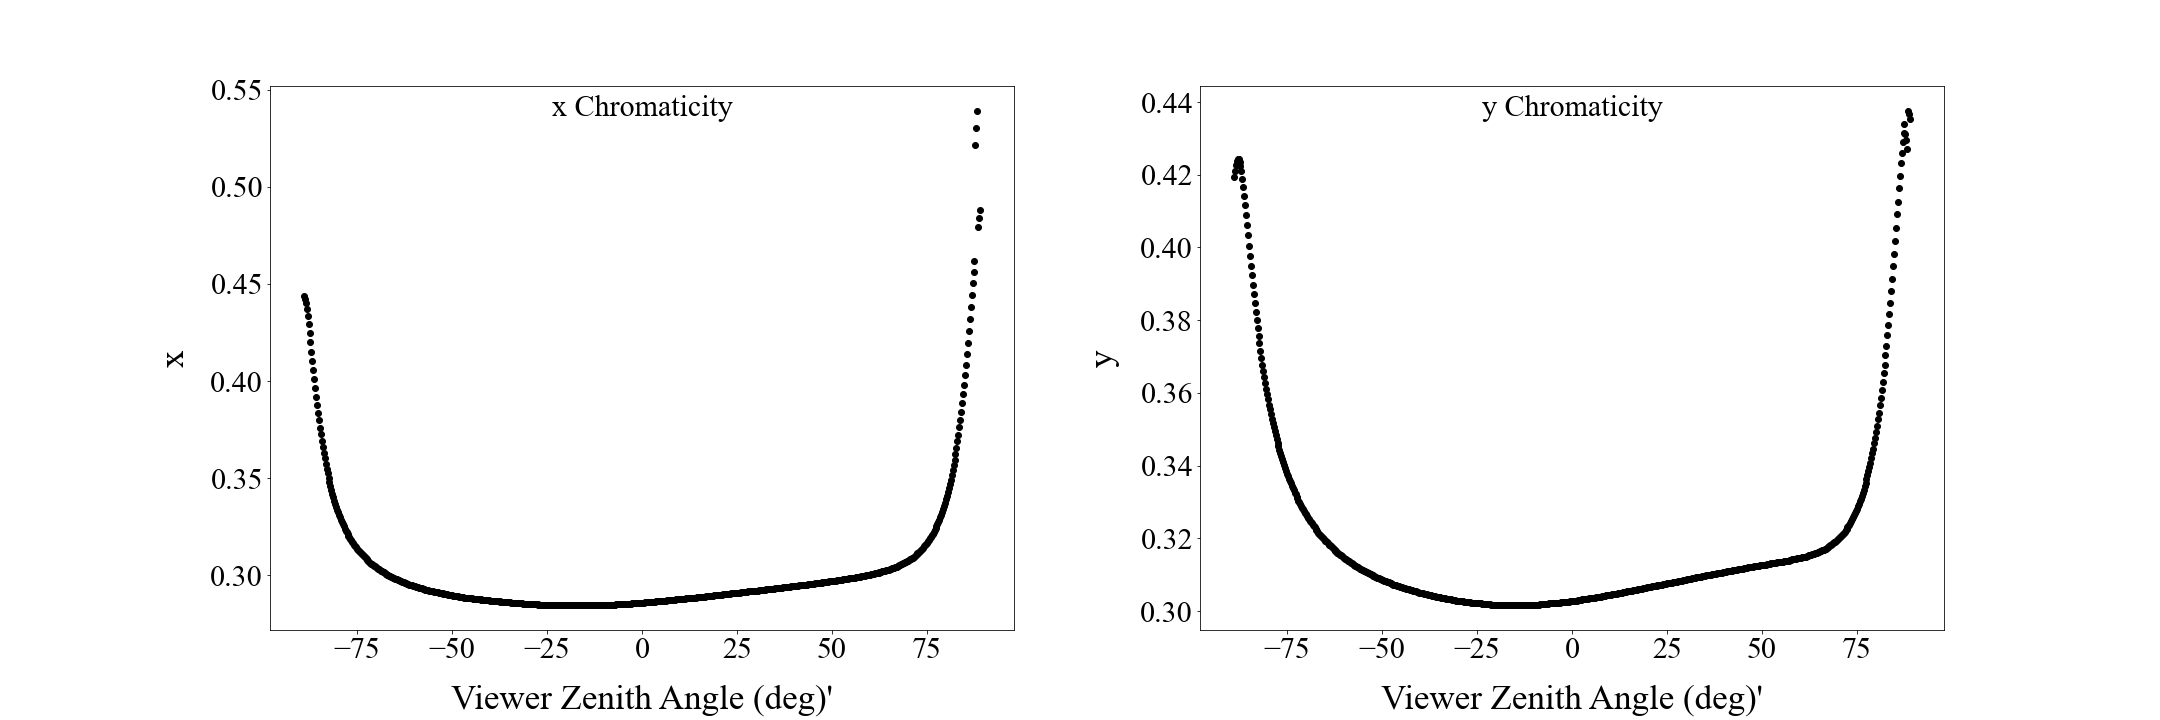 x Chromaticity
x
0.55
0.50
0.45
0.40
0.35
0.30
−75 −50 −25 0 25 50 75
Viewer Zenith Angle (deg)'
y Chromaticity
y
0.44
0.42
0.40
0.38
0.36
0.34
0.32
0.30
−75 −50 −25 0 25 50 75
Viewer Zenith Angle (deg)'